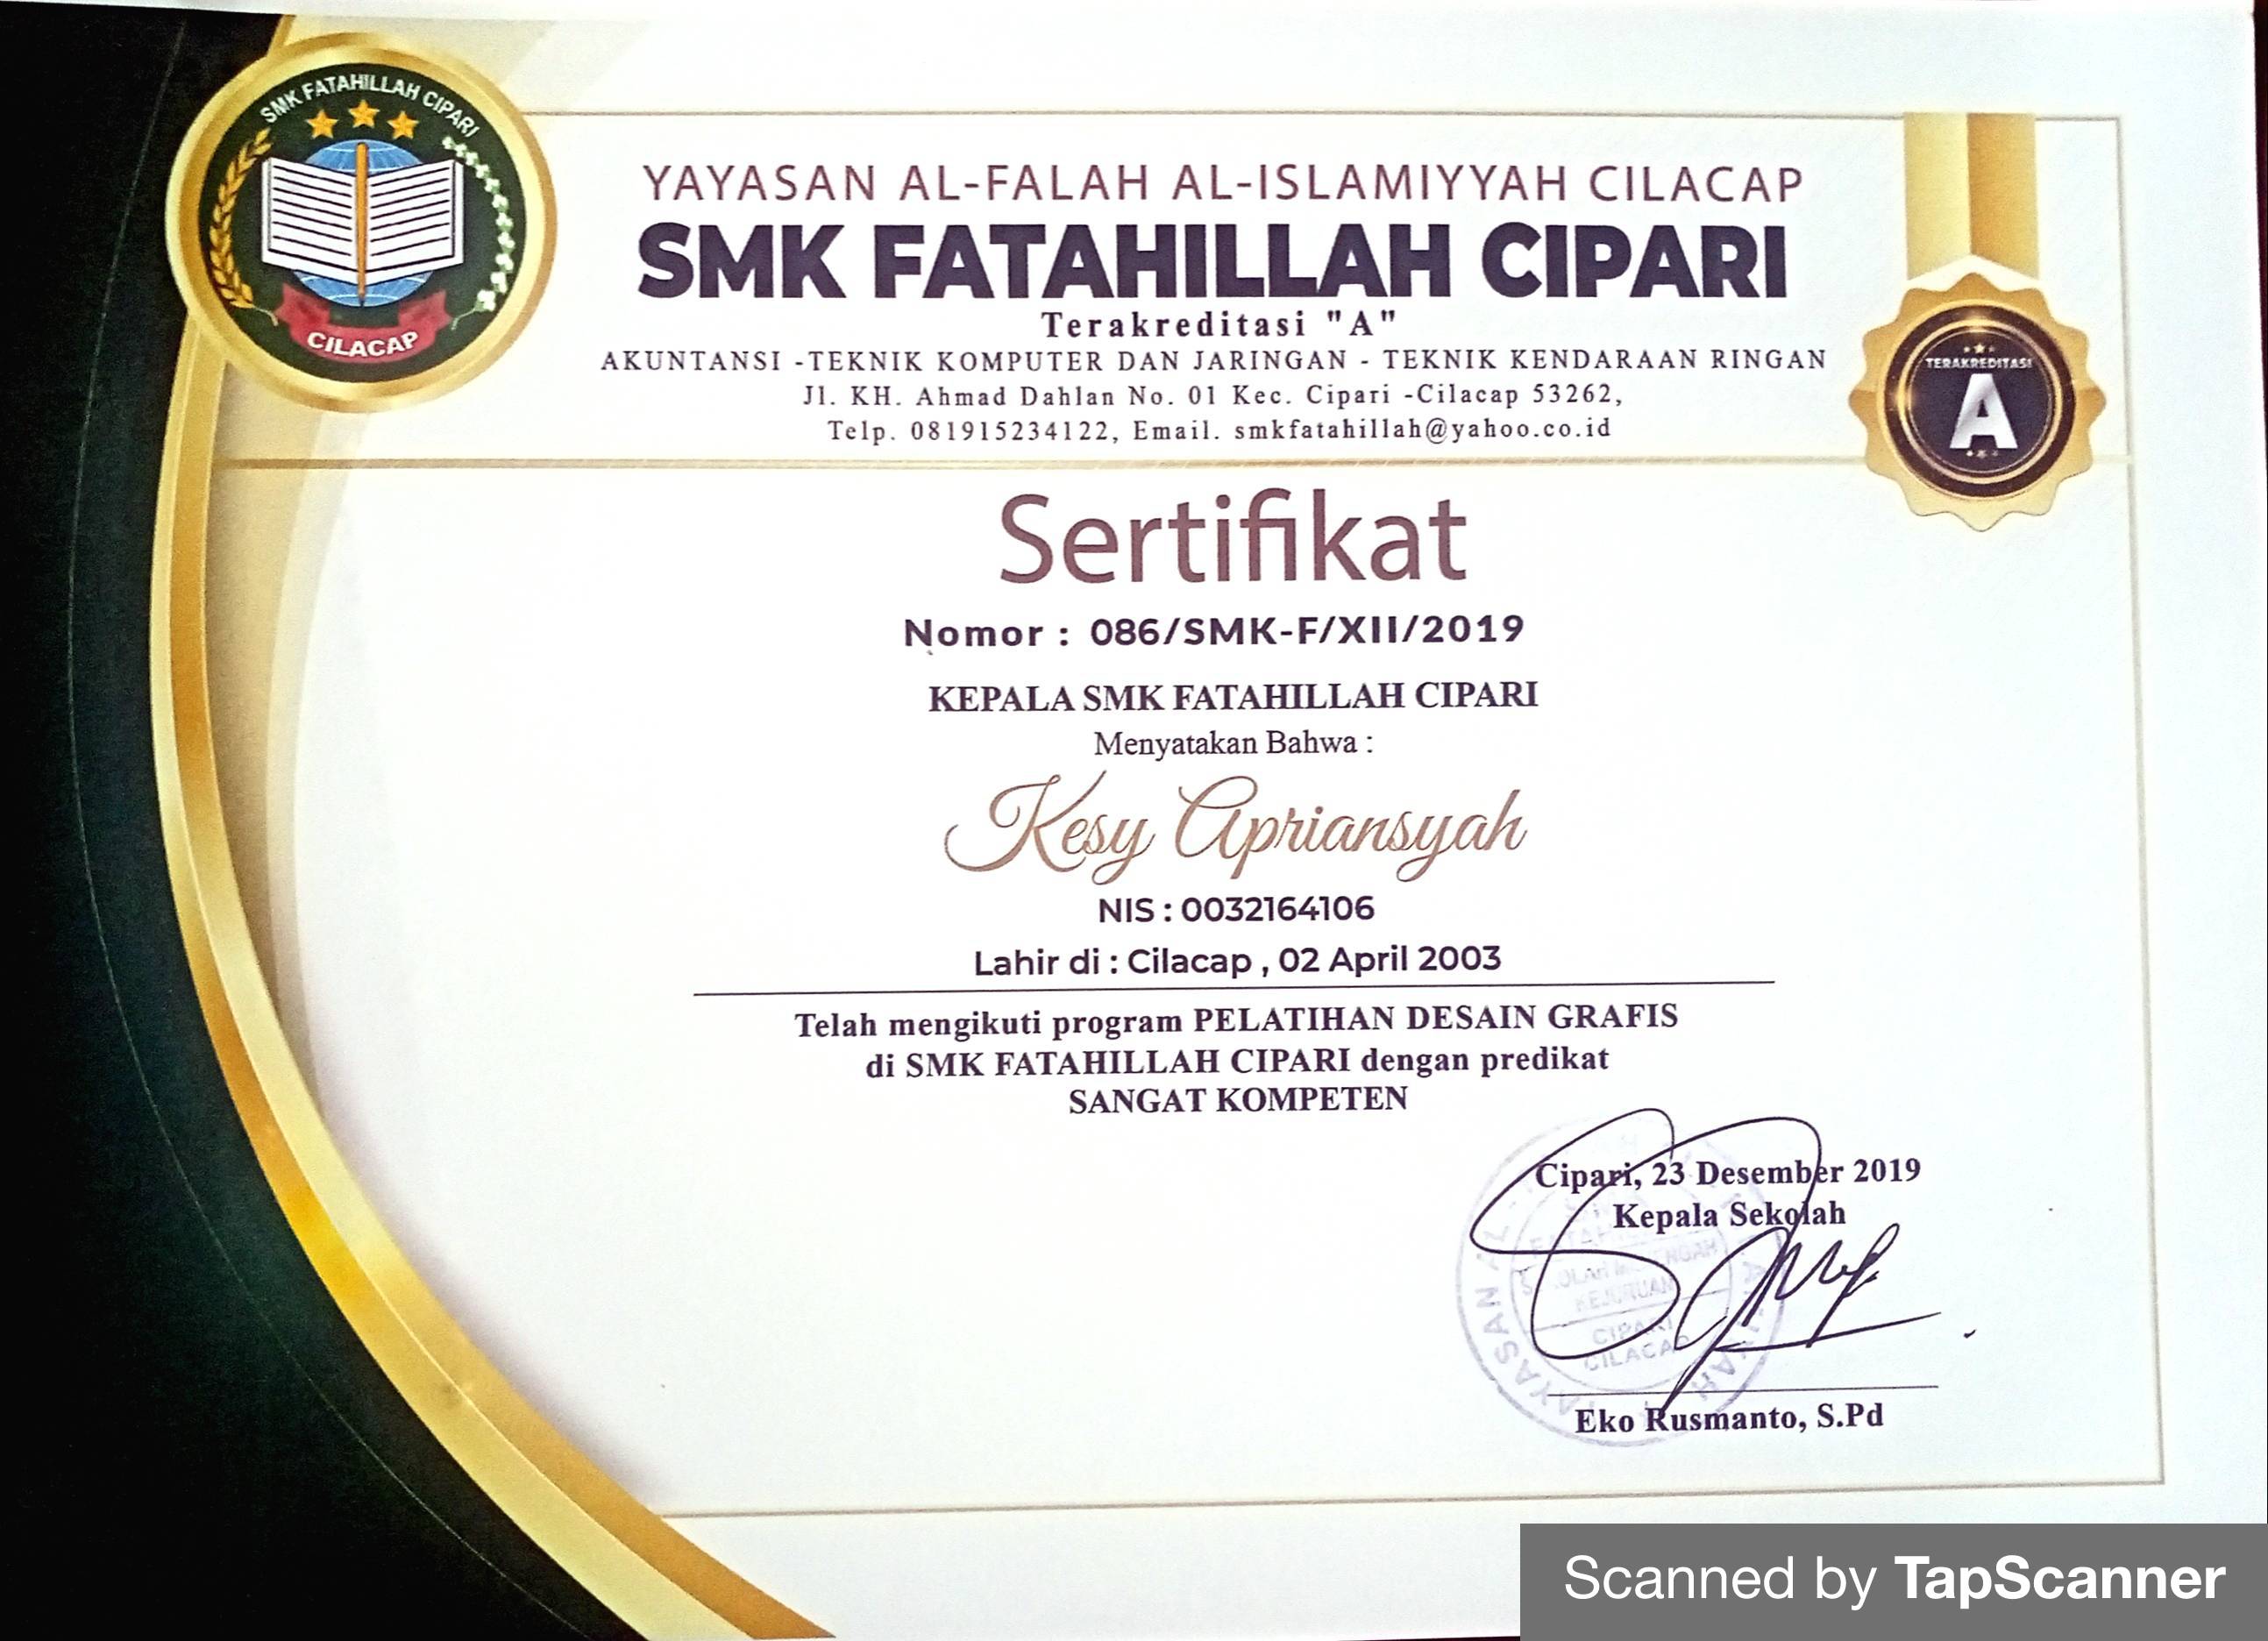 SMK FATAHILLAH CIPARI
CILACAP
YAYASAN AL-FALAH AL-ISLAMIYYAH CILACAP
SMK FATAHILLAH CIPARI
Terakreditasi "A"
AKUNTANSI -TEKNIK KOMPUTER DAN JARINGAN - TEKNIK KENDARAAN RINGAN
Jl. KH. Ahmad Dahlan No. 01 Kec. Cipari -Cilacap 53262,
Telp. 081915234122, Email. smkfatahillah@yahoo.co.id
TERAKREDITASI
A
Sertifikat
Nomor : 086/SMK-F/XII/2019
KEPALA SMK FATAHILLAH CIPARI
Menyatakan Bahwa :
Kesy Apriansyah
NIS : 0032164106
Lahir di : Cilacap , 02 April 2003
Telah mengikuti program PELATIHAN DESAIN GRAFIS
di SMK FATAHILLAH CIPARI dengan predikat
SANGAT KOMPETEN
Cipari, 23 Desember 2019
Kepala Sekolah
YAYASAN
KEJURUAN
CIPARI
Eko Rusmanto, S.Pd
Scanned by TapScanner